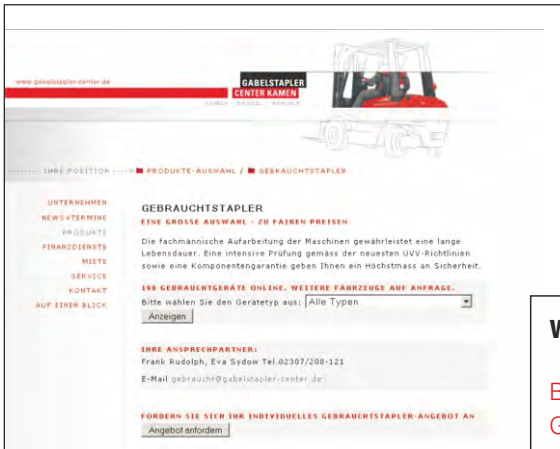 www.gabelstapler-center.de
GABELSTAPLER
CENTER KAMEN
IHRE POSITION PRODUKTE-AUSWAHL / GEBRAUCHTSTAPLER
UNTERNEHMEN
NEWS+TERMINE
PRODUKTE
FINANZDIENSTE
MIETE
SERVICE
KONTAKT
AUF EINEN BLICK
GEBRAUCHTSTAPLER
EINE GROSSE AUSWAHL - ZU FAIREN PREISEN
Die fachmännische Aufarbeitung der Maschinen gewährleistet eine lange
Lebensdauer. Eine intensive Prüfung gemäss der neuesten UVV-Richtlinien
sowie eine Komponentengarantie geben Ihnen ein Höchstmass an Sicherheit.
198 GEBRAUCHTGERÄTE ONLINE. WEITERE FAHRZEUGE AUF ANFRAGE.
Bitte wählen Sie den Gerätetyp aus: Alle Typen
Anzeigen
IHRE ANSPRECHPARTNER:
Frank Rudolph, Eva Sydow Tel.02307/208-121
E-Mail gebraucht@gabelstapler-center.de
FORDERN SIE SICH IHR INDIVIDUELLES GEBRAUCHTSTAPLER-ANGEBOT AN
Angebot anfordern